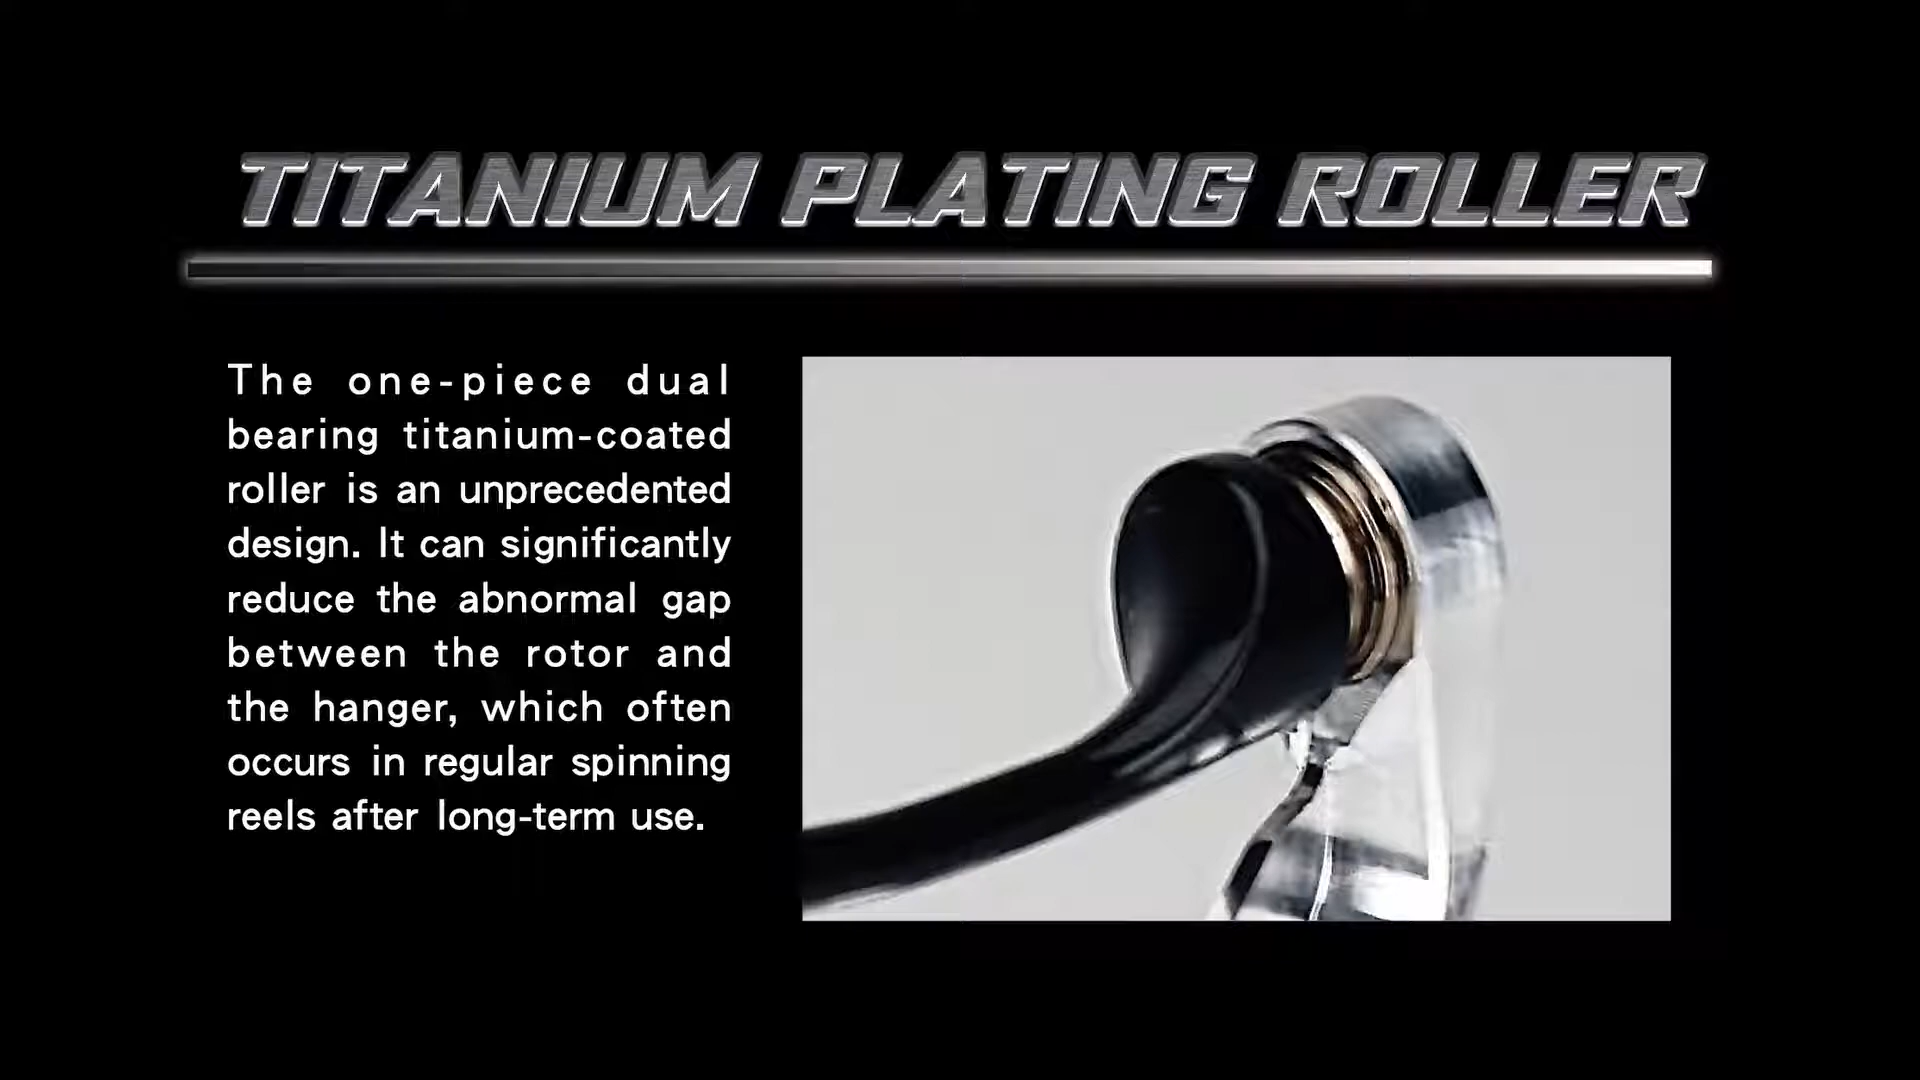 TITANIUM PLATING ROLLER
The one-piece dual
bearing titanium-coated
roller is an unprecedented
design. It can significantly
reduce the abnormal gap
between the rotor and
the hanger, which often
occurs in regular spinning
reels after long-term use.